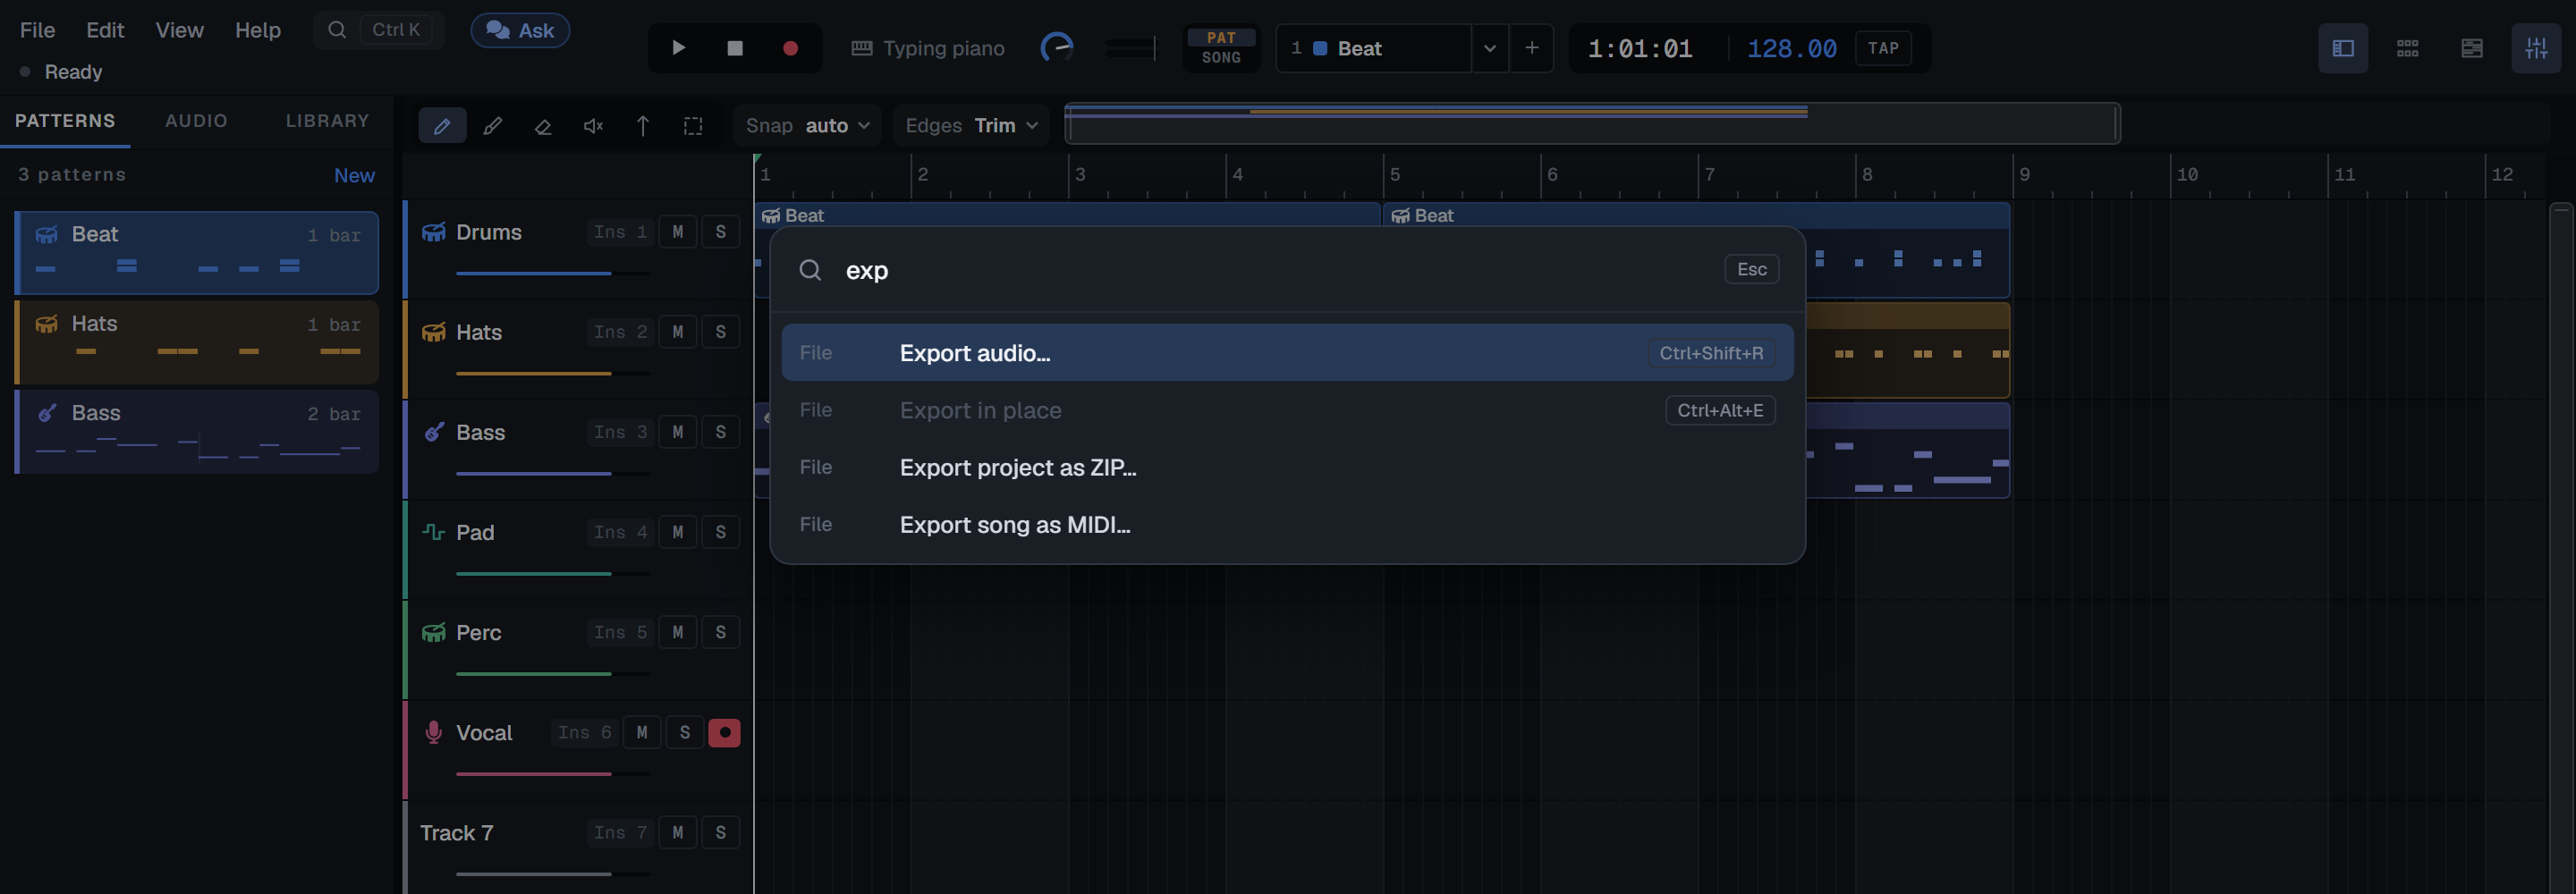 File Edit View Help Ctrl K Ask
Ready
Typing piano
PAT
SONG
1 Beat
1:01:01 128.00 TAP
PATTERNS AUDIO LIBRARY
3 patterns New
Beat 1 bar
Hats 1 bar
Bass 2 bar
Snap auto Edges Trim
1 2 3 4 5 6 7 8 9 10 11 12
Drums Ins 1 M S
Hats Ins 2 M S
Bass Ins 3 M S
Pad Ins 4 M S
Perc Ins 5 M S
Vocal Ins 6 M S
Track 7 Ins 7 M S
Beat Beat
exp Esc
File Export audio... Ctrl+Shift+R
File Export in place Ctrl+Alt+E
File Export project as ZIP...
File Export song as MIDI...